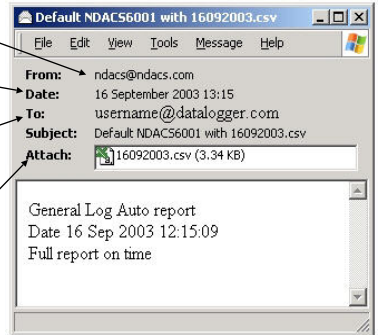 Default NDACS6001 with 16092003.csv
File Edit View Tools Message Help
From: ndacs@ndacs.com
Date: 16 September 2003 13:15
To: username@datalogger.com
Subject: Default NDACS6001 with 16092003.csv
Attach: 16092003.csv (3.34 KB)
General Log Auto report
Date 16 Sep 2003 12:15:09
Full report on time